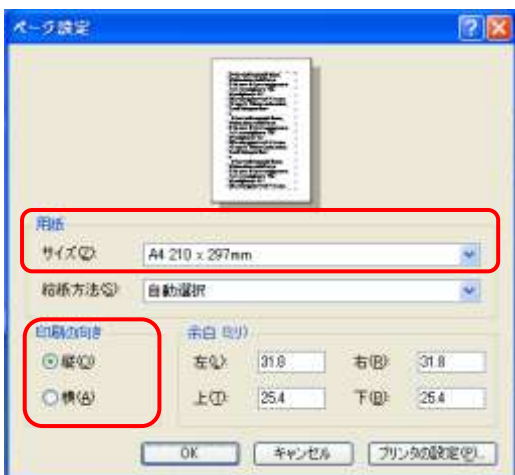 ページ設定
用紙
サイズ(Z): A4 210 x 297mm
給紙方法(S): 自動選択
印刷の向き 余白(ミリ)
縦(O) 左(L): 31.8 右(R): 31.8
横(A) 上(T): 25.4 下(B): 25.4
OK キャンセル プリンタの設定(P)...